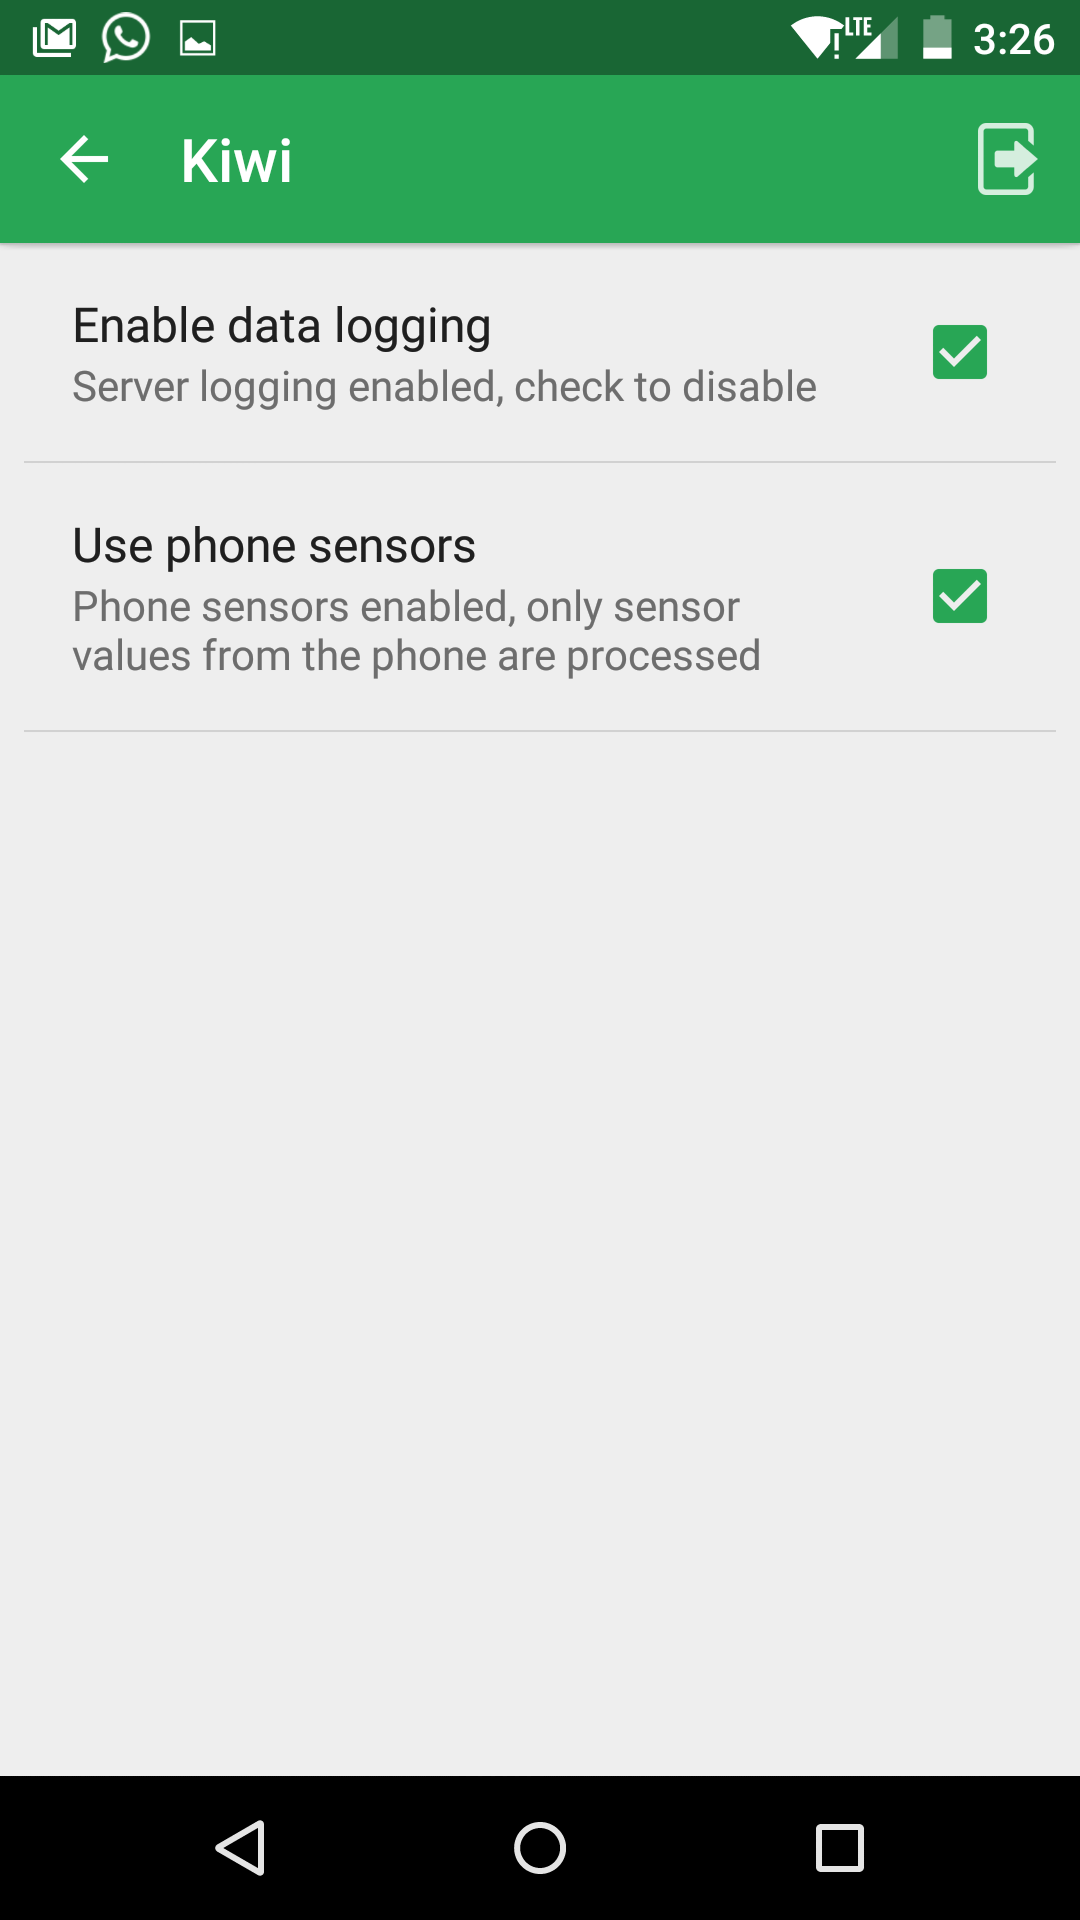 LTE 3:26
Kiwi
Enable data logging
Server logging enabled, check to disable
Use phone sensors
Phone sensors enabled, only sensor
values from the phone are processed